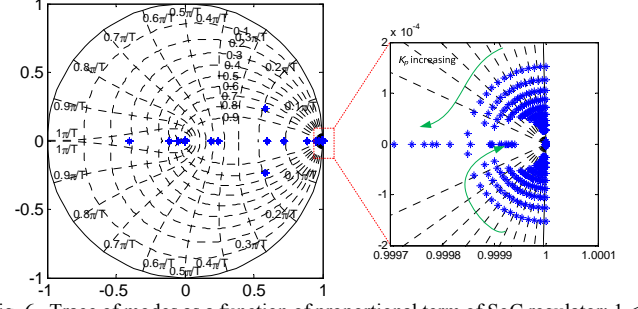 1
0.5
0
-0.5
-1
-1
-0.5
0
0.5
1
0.5π/T
0.6π/T
0.4π/T
0.7π/T
0.1
0.3π/T
0.2
0.8π/T
0.3
0.2π/T
0.4
0.5
0.6
0.9π/T
0.7
0.1π/T
0.8
0.9
1π/T
1π/T
0.9π/T
0.1π/T
0.8π/T
0.2π/T
0.7π/T
0.3π/T
0.6π/T
0.4π/T
0.5π/T
x 10-4
2
Kp increasing
1
0
-1
-2
0.9997
0.9998
0.9999
1
1.0001
6. Trace of modes as a function of proportional term of SoC regulator: 1